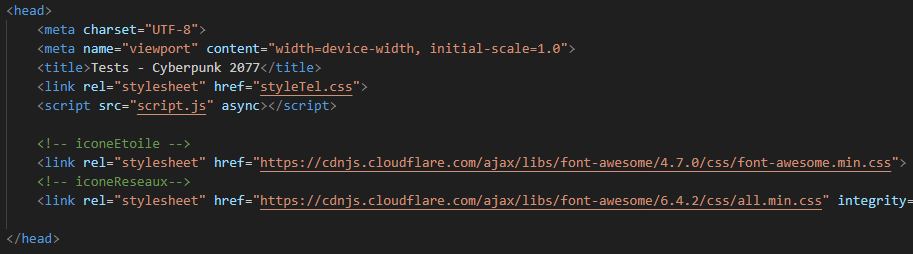 <head>
<meta charset="UTF-8">
<meta name="viewport" content="width=device-width, initial-scale=1.0">
<title>Tests - Cyberpunk 2077</title>
<link rel="stylesheet" href="styleTel.css">
<script src="script.js" async></script>
<!-- iconeEtoile -->
<link rel="stylesheet" href="https://cdnjs.cloudflare.com/ajax/libs/font-awesome/4.7.0/css/font-awesome.min.css">
<!-- iconeReseaux-->
<link rel="stylesheet" href="https://cdnjs.cloudflare.com/ajax/libs/font-awesome/6.4.2/css/all.min.css" integrity=
</head>